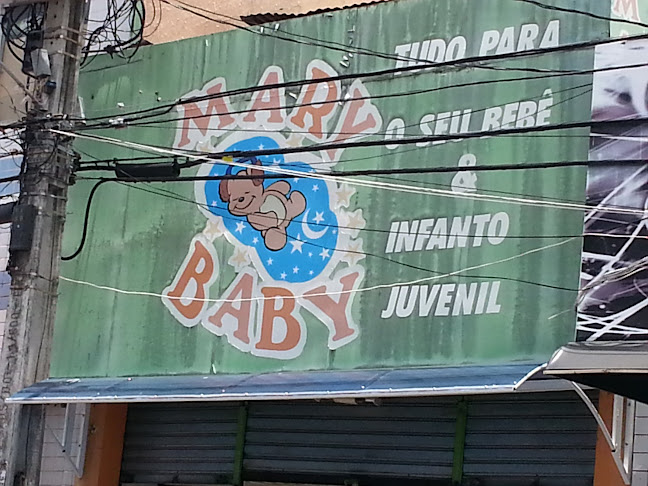 MARY
BABY
TUDO PARA
O SEU BEBÊ
&
INFANTO
JUVENIL